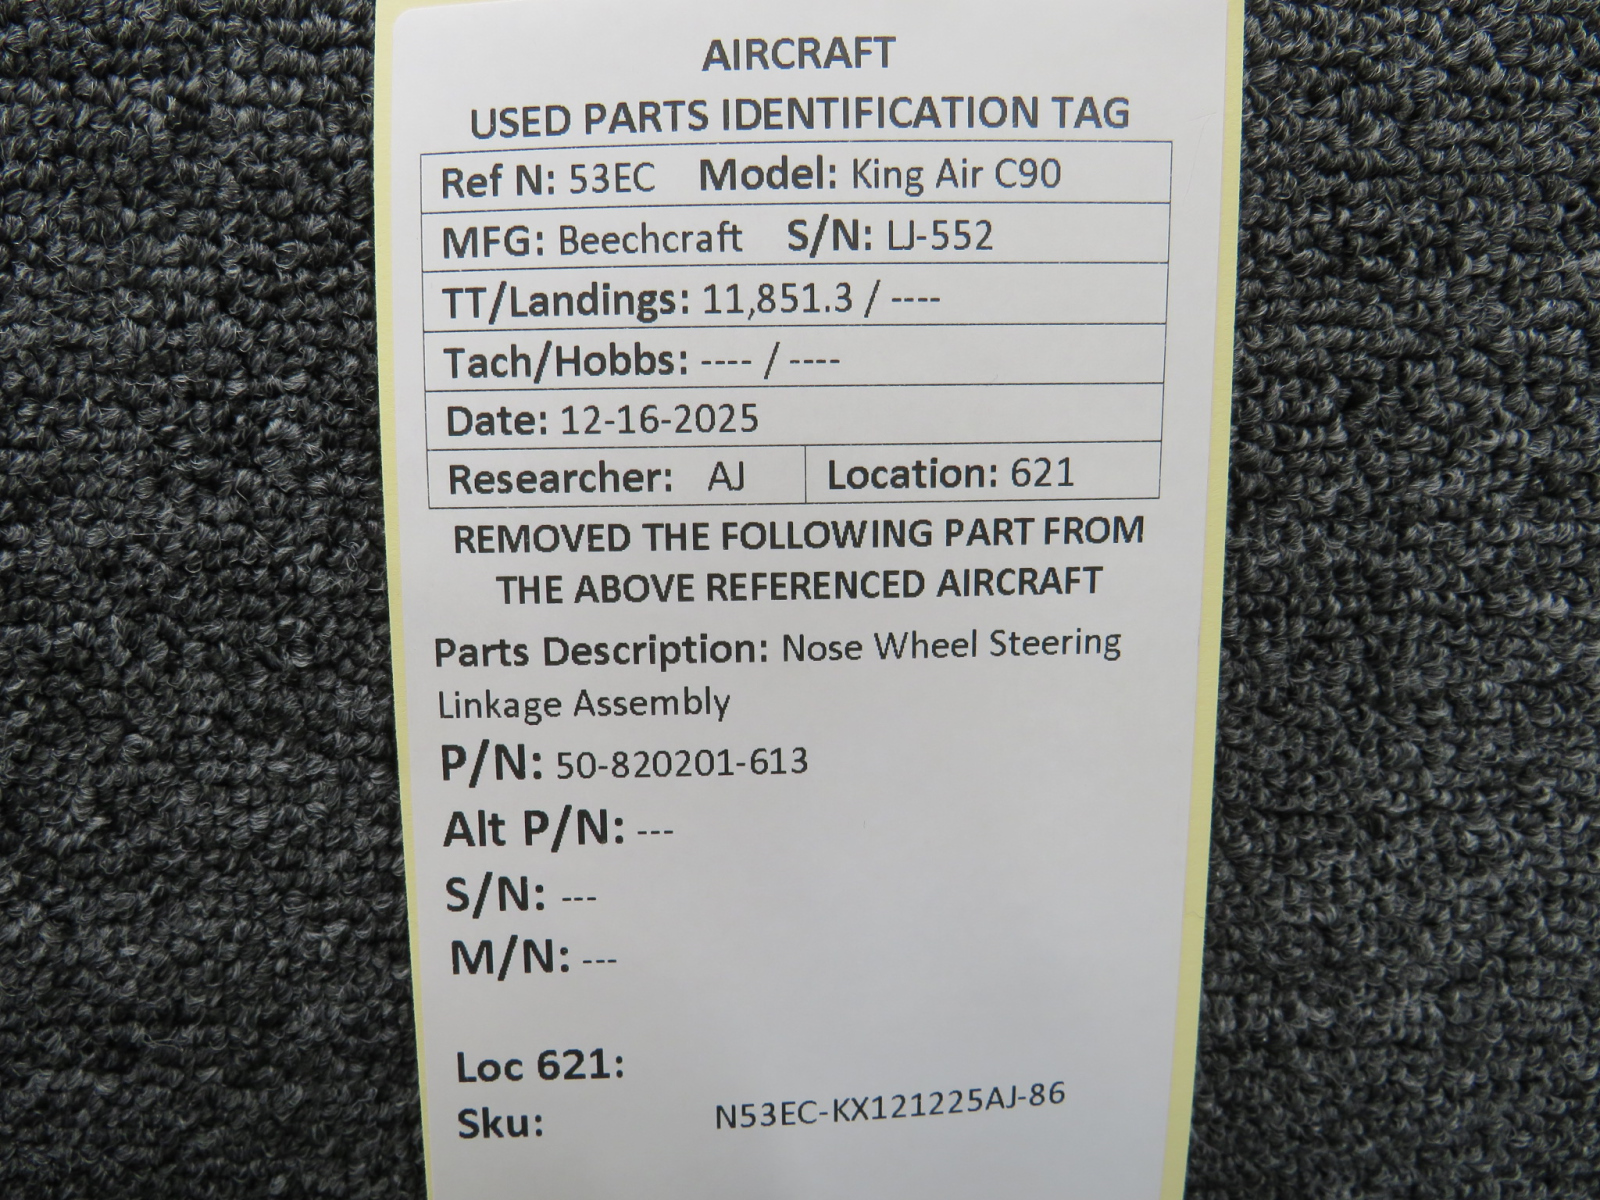 AIRCRAFT
USED PARTS IDENTIFICATION TAG
Ref N: 53EC Model: King Air C90
MFG: Beechcraft S/N: LJ-552
TT/Landings: 11,851.3 / ----
Tach/Hobbs: ---- / ----
Date: 12-16-2025
Researcher: AJ Location: 621
REMOVED THE FOLLOWING PART FROM
THE ABOVE REFERENCED AIRCRAFT
Parts Description: Nose Wheel Steering
Linkage Assembly
P/N: 50-820201-613
Alt P/N: ---
S/N: ---
M/N: ---
Loc 621:
Sku: N53EC-KX121225AJ-86